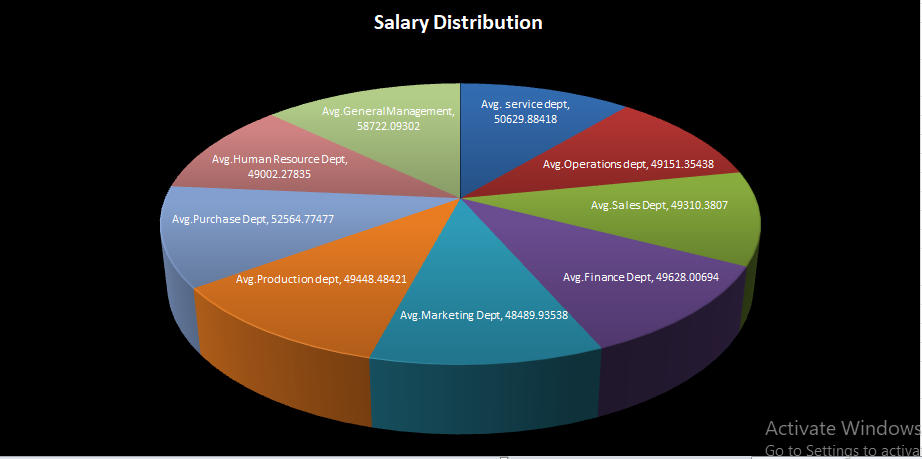 Salary Distribution
Avg. service dept,
50629.88418
Avg.General Management,
58722.09302
Avg.Operations dept, 49151.35438
Avg.Human Resource Dept,
49002.27835
Avg.Sales Dept, 49310.3807
Avg.Purchase Dept, 52564.77477
Avg.Finance Dept, 49628.00694
Avg.Production dept, 49448.48421
Avg.Marketing Dept, 48489.93538
Activate Windows
Go to Settings to activa